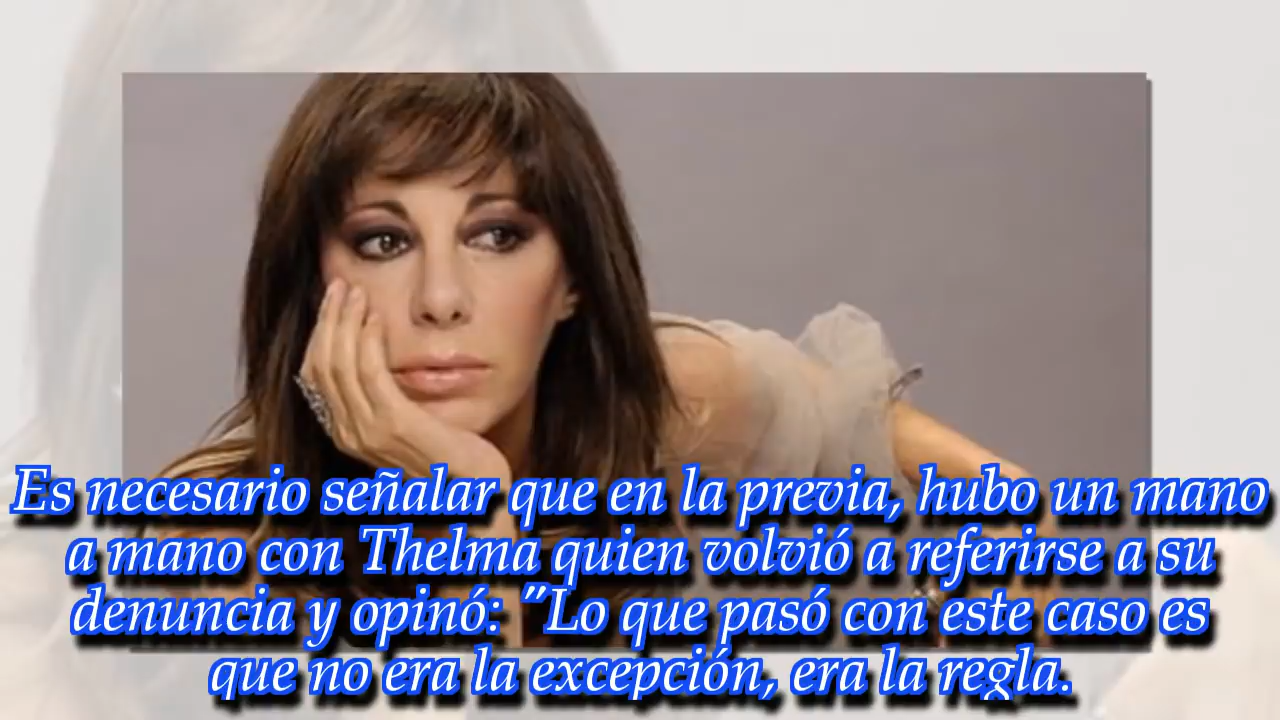 Es necesario señalar que en la previa, hubo un mano
a mano con Thelma quien volvió a referirse a su
denuncia y opinó: "Lo que pasó con este caso es
que no era la excepción, era la regla.